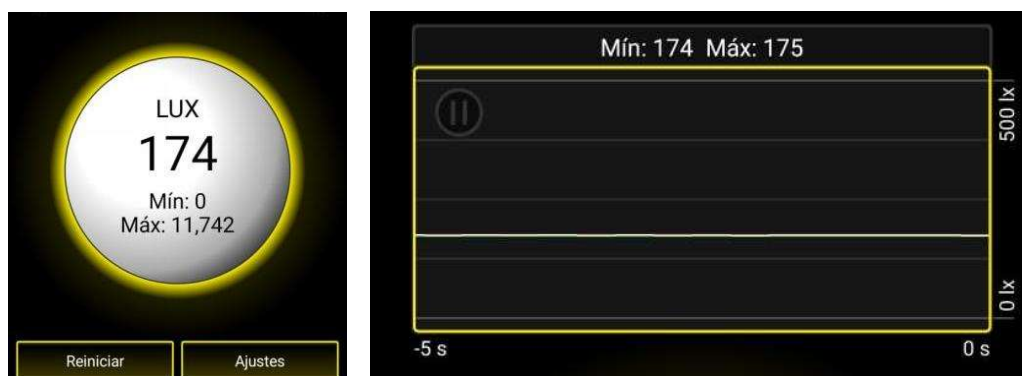 LUX
174
Mín: 0
Máx: 11,742
Reiniciar
Ajustes
Mín: 174 Máx: 175
500 lx
0 lx
-5 s
0 s